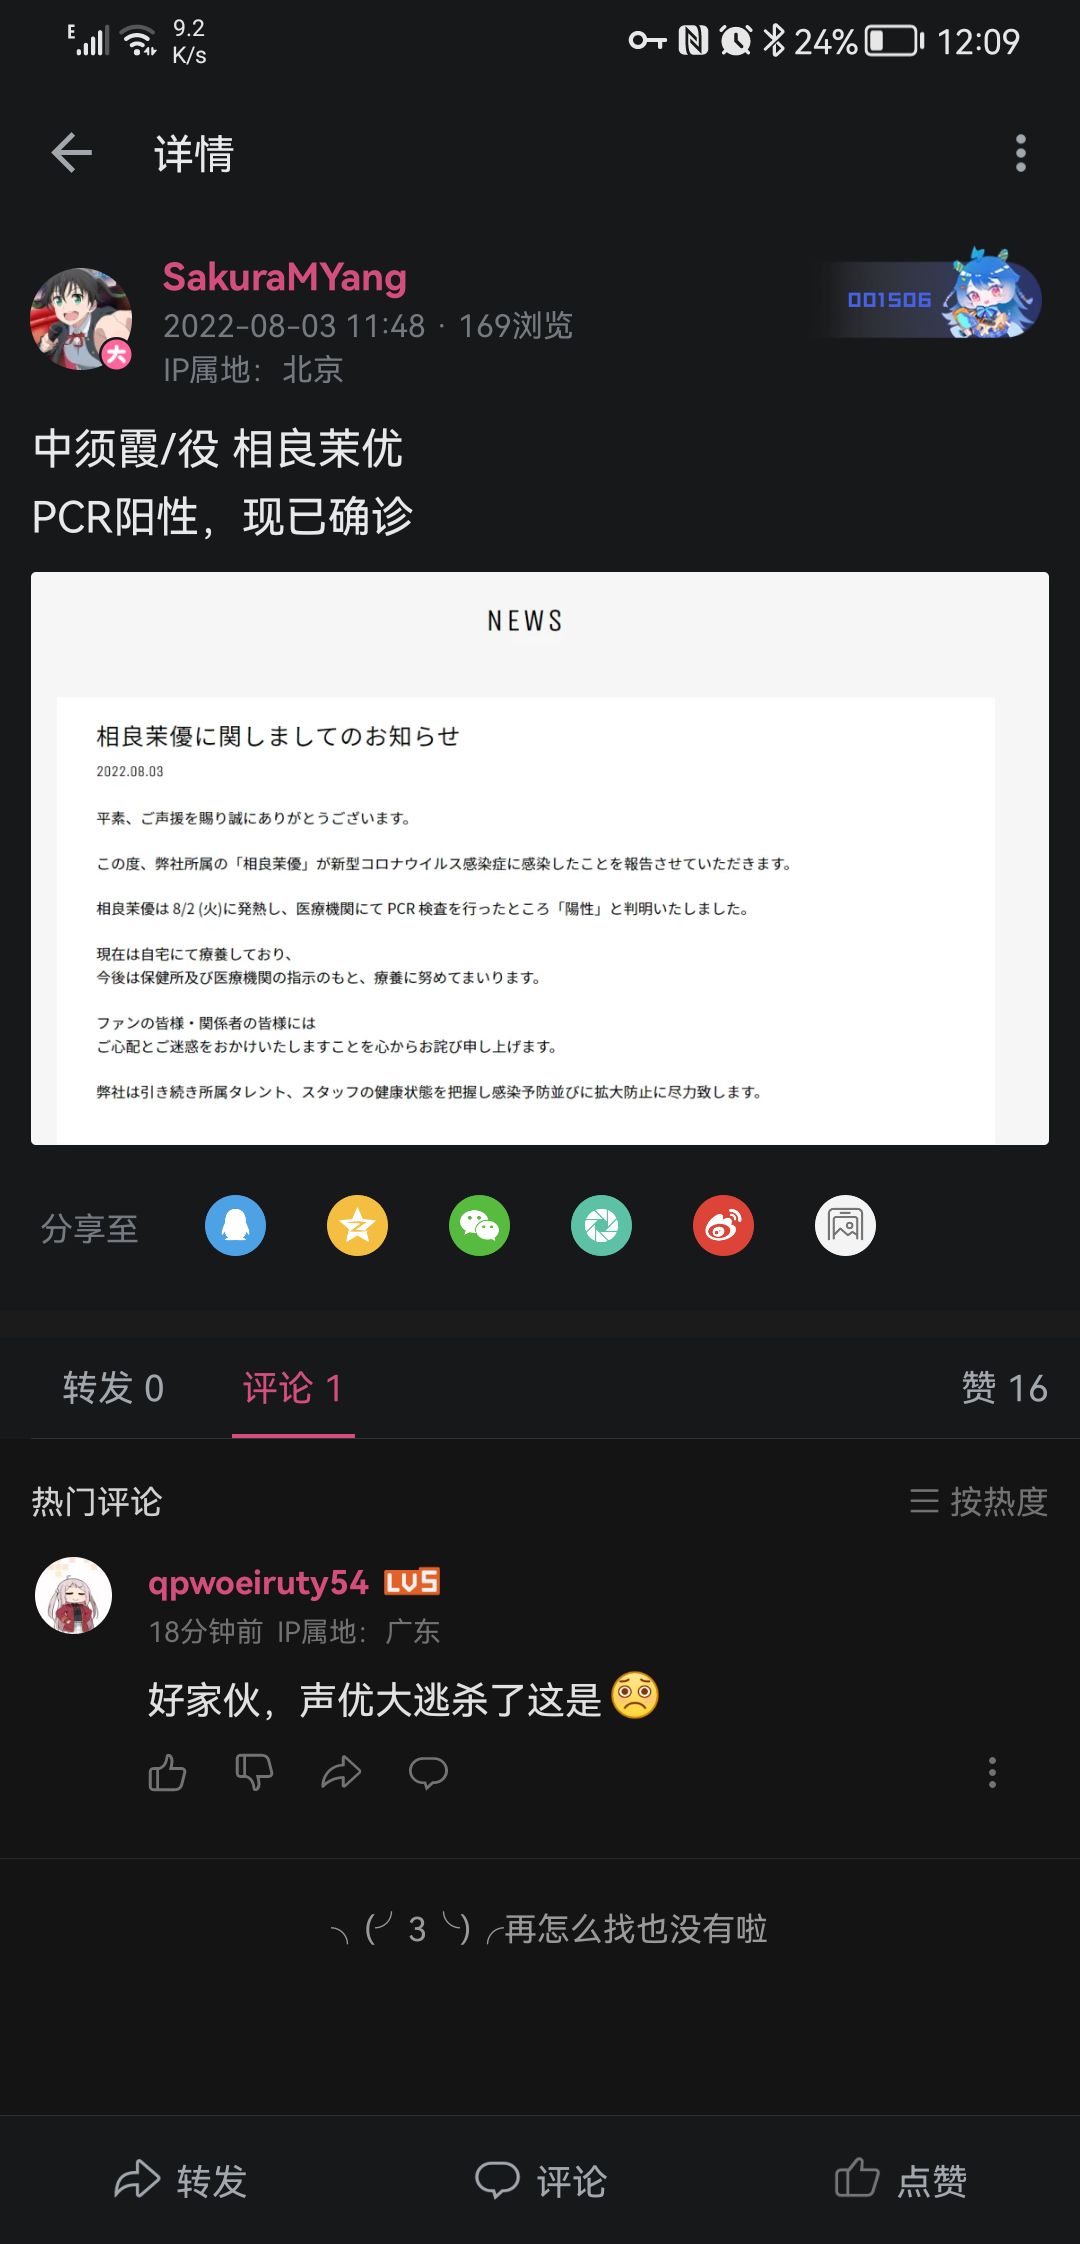 E
9.2
K/s
24%
12:09
详情
SakuraMYang
2022-08-03 11:48 · 169浏览
IP属地：北京
001506
大
中须霞/役 相良茉优
PCR阳性，现已确诊
NEWS
相良茉優に関しましてのお知らせ
2022.08.03
平素、ご声援を賜り誠にありがとうございます。
この度、弊社所属の「相良茉優」が新型コロナウイルス感染症に感染したことを報告させていただきます。
相良茉優は 8/2 (火)に発熱し、医療機関にて PCR 検査を行ったところ「陽性」と判明いたしました。
現在は自宅にて療養しており、
今後は保健所及び医療機関の指示のもと、療養に努めてまいります。
ファンの皆様・関係者の皆様には
ご心配とご迷惑をおかけいたしますことを心からお詫び申し上げます。
弊社は引き続き所属タレント、スタッフの健康状態を把握し感染予防並びに拡大防止に尽力致します。
分享至
转发 0
评论 1
赞 16
热门评论
按热度
qpwoeiruty54 LV5
18分钟前 IP属地：广东
好家伙，声优大逃杀了这是😟
╮(╯3╰)╭再怎么找也没有啦
转发
评论
点赞